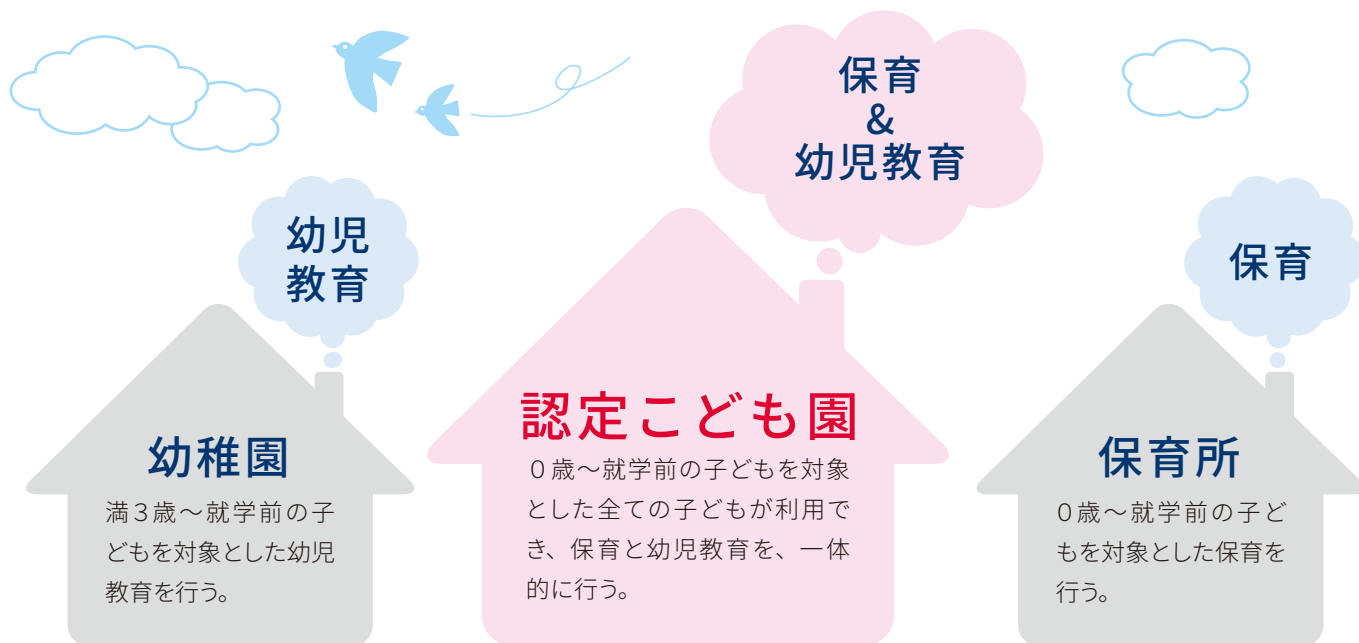 幼児
教育
幼稚園
満３歳～就学前の子
どもを対象とした幼児
教育を行う。
保育
&
幼児教育
認定こども園
０歳～就学前の子どもを対象
とした全ての子どもが利用で
き、保育と幼児教育を、一体
的に行う。
保育
保育所
０歳～就学前の子ど
もを対象とした保育を
行う。